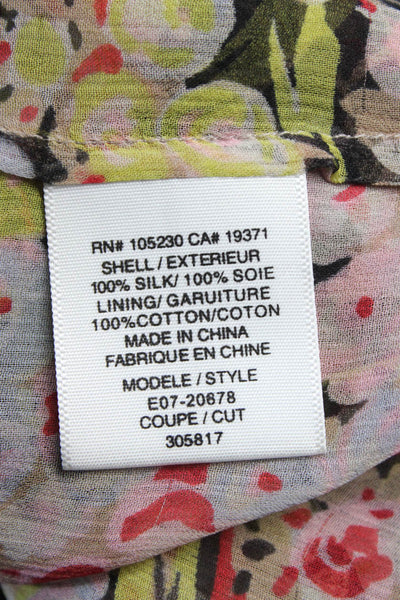 RN# 105230 CA# 19371
SHELL / EXTERIEUR
100% SILK/ 100% SOIE
LINING/ GARUITURE
100%COTTON/COTON
MADE IN CHINA
FABRIQUE EN CHINE
MODELE / STYLE
E07-20678
COUPE / CUT
305817